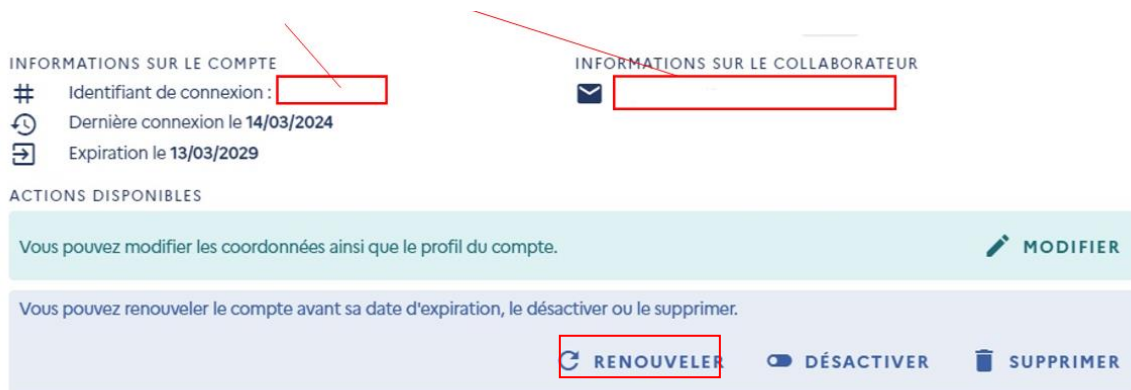 INFORMATIONS SUR LE COMPTE
Identifiant de connexion :
Dernière connexion le 14/03/2024
Expiration le 13/03/2029
INFORMATIONS SUR LE COLLABORATEUR
ACTIONS DISPONIBLES
Vous pouvez modifier les coordonnées ainsi que le profil du compte.
MODIFIER
Vous pouvez renouveler le compte avant sa date d'expiration, le désactiver ou le supprimer.
RENOUVELER DÉSACTIVER SUPPRIMER